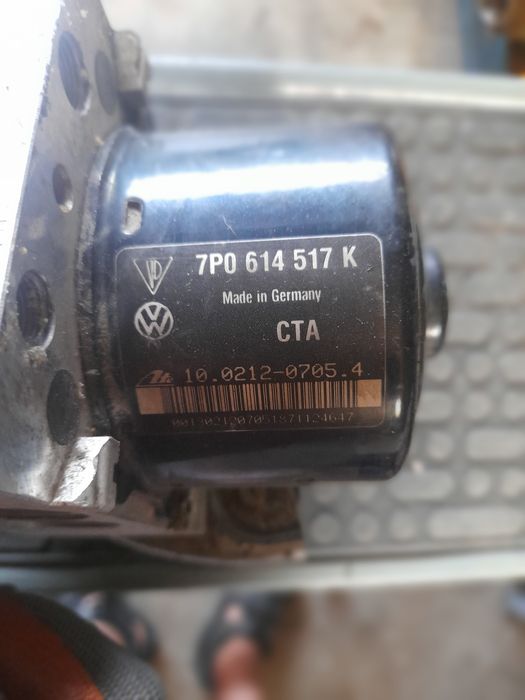 7P0 614 517 K
Made in Germany
CTA
10.0212-0705.4